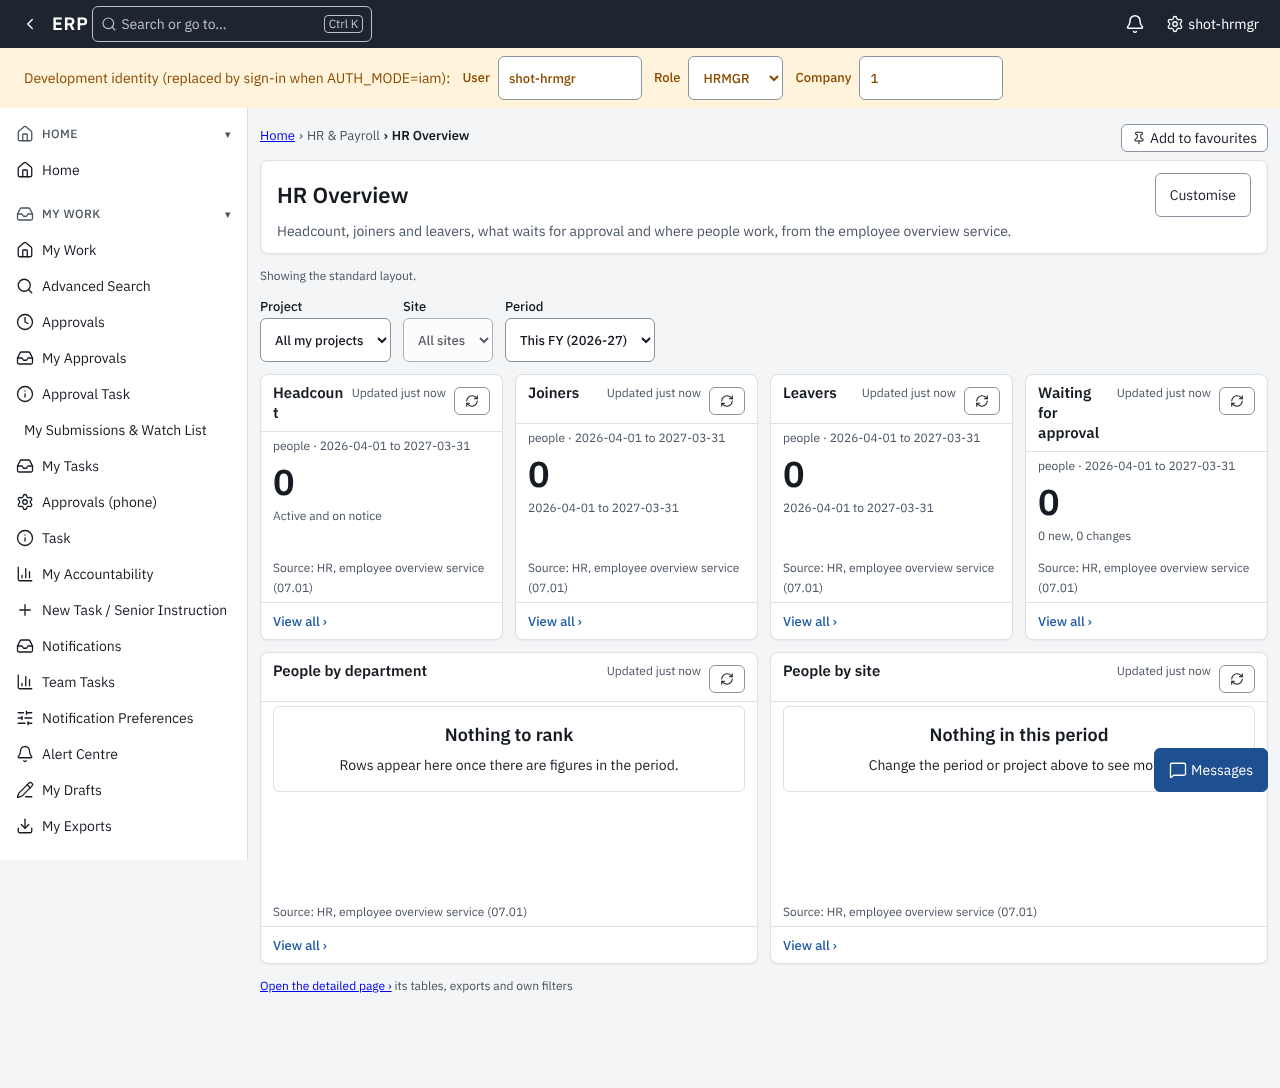 ERP
Search or go to...
Ctrl K
shot-hrmgr
Development identity (replaced by sign-in when AUTH_MODE=iam):
User
shot-hrmgr
Role
HRMGR
Company
1
HOME
Home
MY WORK
My Work
Advanced Search
Approvals
My Approvals
Approval Task
My Submissions & Watch List
My Tasks
Approvals (phone)
Task
My Accountability
New Task / Senior Instruction
Notifications
Team Tasks
Notification Preferences
Alert Centre
My Drafts
My Exports
Home › HR & Payroll › HR Overview
Add to favourites
HR Overview
Customise
Headcount, joiners and leavers, what waits for approval and where people work, from the employee overview service.
Showing the standard layout.
Project
All my projects
Site
All sites
Period
This FY (2026-27)
Headcoun
t
Updated just now
people · 2026-04-01 to 2027-03-31
0
Active and on notice
Source: HR, employee overview service
(07.01)
View all ›
Joiners
Updated just now
people · 2026-04-01 to 2027-03-31
0
2026-04-01 to 2027-03-31
Source: HR, employee overview service
(07.01)
View all ›
Leavers
Updated just now
people · 2026-04-01 to 2027-03-31
0
2026-04-01 to 2027-03-31
Source: HR, employee overview service
(07.01)
View all ›
Waiting
for
approval
Updated just now
people · 2026-04-01 to 2027-03-31
0
0 new, 0 changes
Source: HR, employee overview service
(07.01)
View all ›
People by department
Updated just now
Nothing to rank
Rows appear here once there are figures in the period.
Source: HR, employee overview service (07.01)
View all ›
People by site
Updated just now
Nothing in this period
Change the period or project above to see mo
Messages
Source: HR, employee overview service (07.01)
View all ›
Open the detailed page › its tables, exports and own filters